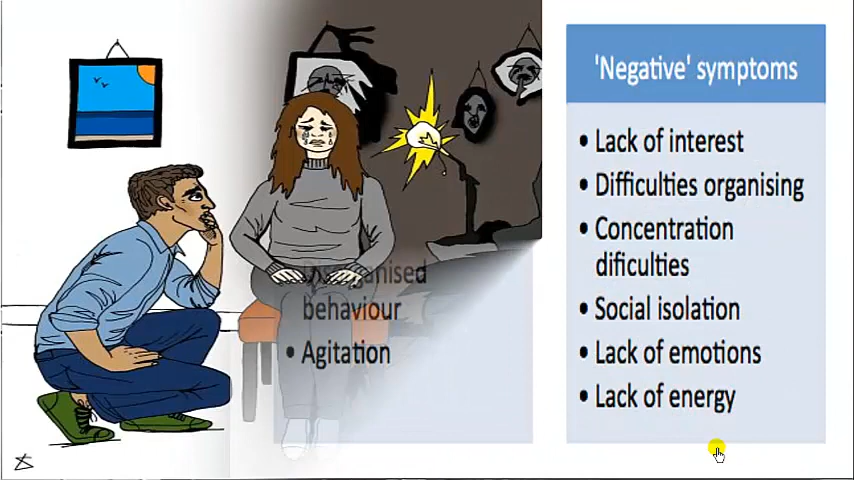 Disorganised
behaviour
• Agitation
'Negative' symptoms
• Lack of interest
• Difficulties organising
• Concentration
dificulties
• Social isolation
• Lack of emotions
• Lack of energy